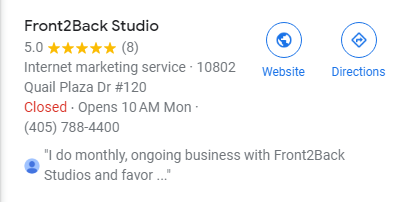 Front2Back Studio
5.0 ★★★★★ (8)
Internet marketing service · 10802
Quail Plaza Dr #120
Closed · Opens 10 AM Mon ·
(405) 788-4400
Website
Directions
"I do monthly, ongoing business with Front2Back
Studios and favor ..."